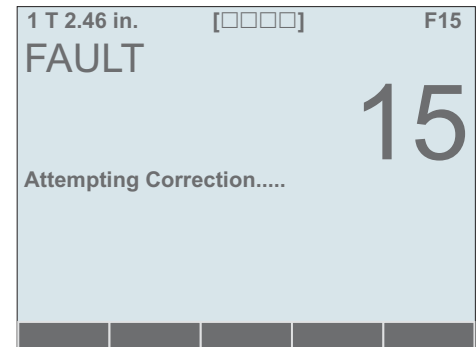 1 T 2.46 in. [□□□□] F15
FAULT
15
Attempting Correction.....